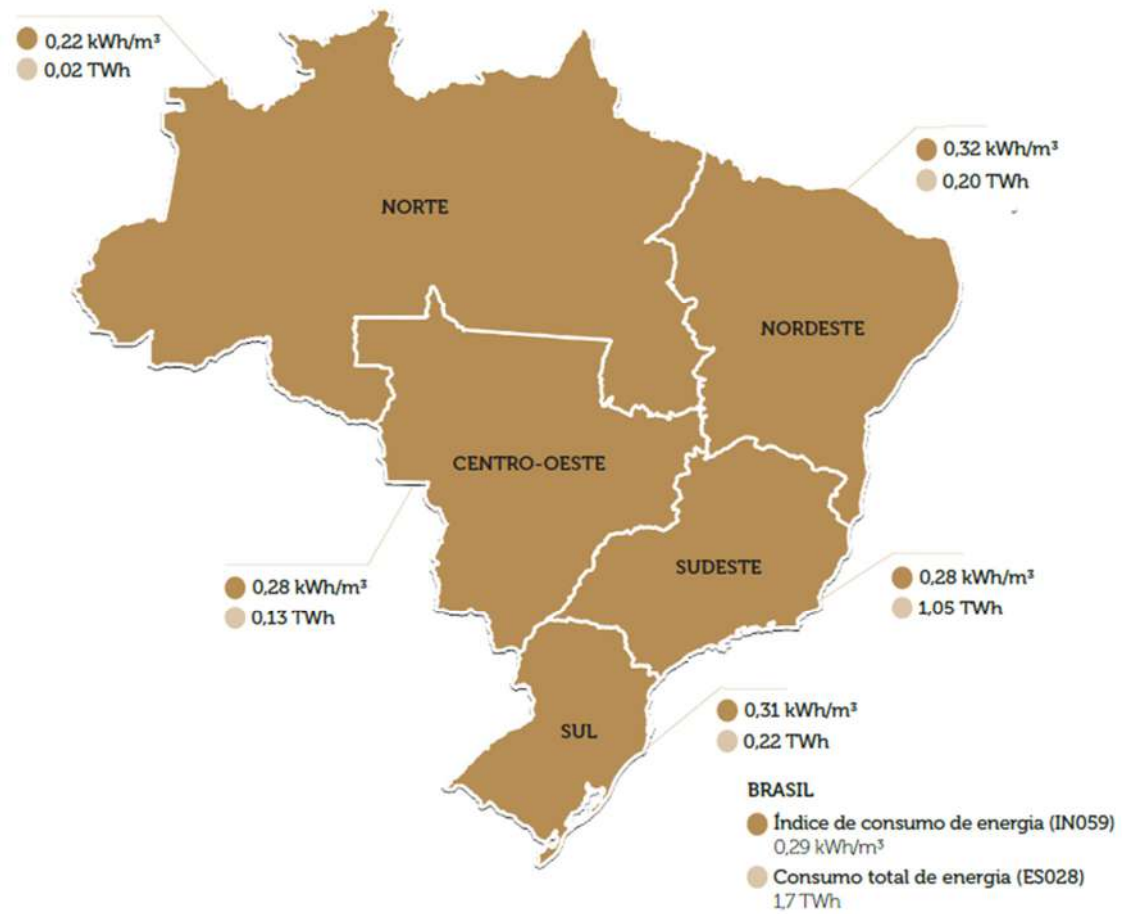 0,22 kWh/m³
0,02 TWh
0,32 kWh/m³
0,20 TWh
NORTE
NORDESTE
CENTRO-OESTE
SUDESTE
0,28 kWh/m³
0,13 TWh
0,28 kWh/m³
1,05 TWh
SUL
0,31 kWh/m³
0,22 TWh
BRASIL
Índice de consumo de energia (IN059)
0,29 kWh/m³
Consumo total de energia (ES028)
1,7 TWh